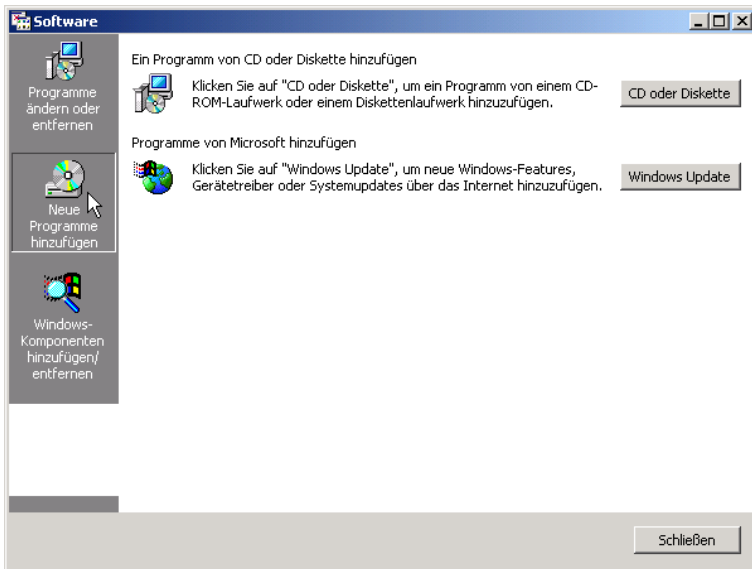 Software
Programme
ändern oder
entfernen
Neue
Programme
hinzufügen
Windows-
Komponenten
hinzufügen/
entfernen
Ein Programm von CD oder Diskette hinzufügen
Klicken Sie auf "CD oder Diskette", um ein Programm von einem CD-
ROM-Laufwerk oder einem Diskettenlaufwerk hinzuzufügen.
CD oder Diskette
Programme von Microsoft hinzufügen
Klicken Sie auf "Windows Update", um neue Windows-Features,
Gerätetreiber oder Systemupdates über das Internet hinzuzufügen.
Windows Update
Schließen